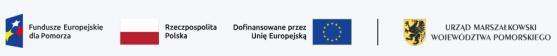 Fundusze Europejskie
dla Pomorza
Rzeczpospolita
Polska
Dofinansowane przez
Unię Europejską
URZĄD MARSZAŁKOWSKI
WOJEWÓDZTWA POMORSKIEGO